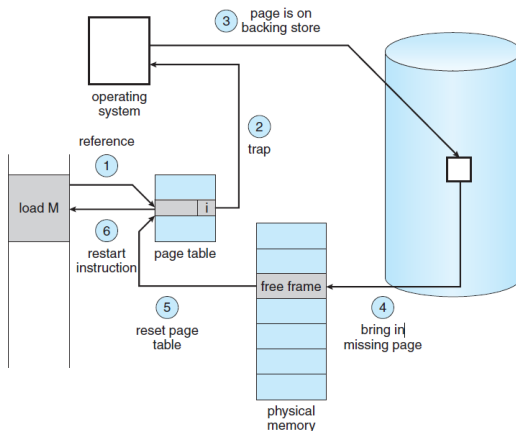 3
page is on
backing store
operating
system
2
trap
reference
1
load M
i
6
restart
instruction
page table
free frame
5
reset page
table
4
bring in
missing page
physical
memory